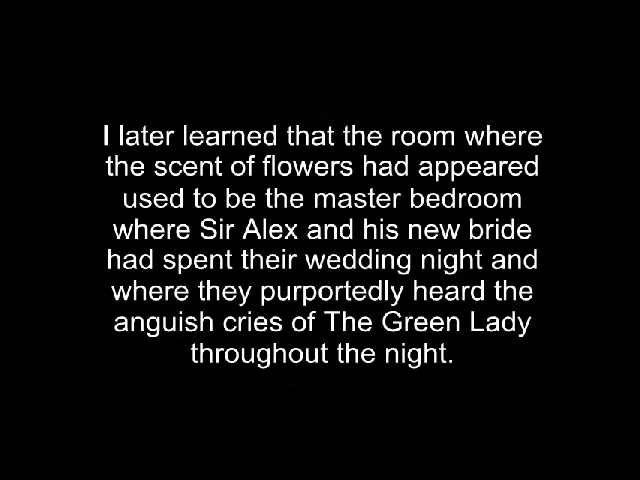 I later learned that the room where
the scent of flowers had appeared
used to be the master bedroom
where Sir Alex and his new bride
had spent their wedding night and
where they purportedly heard the
anguish cries of The Green Lady
throughout the night.